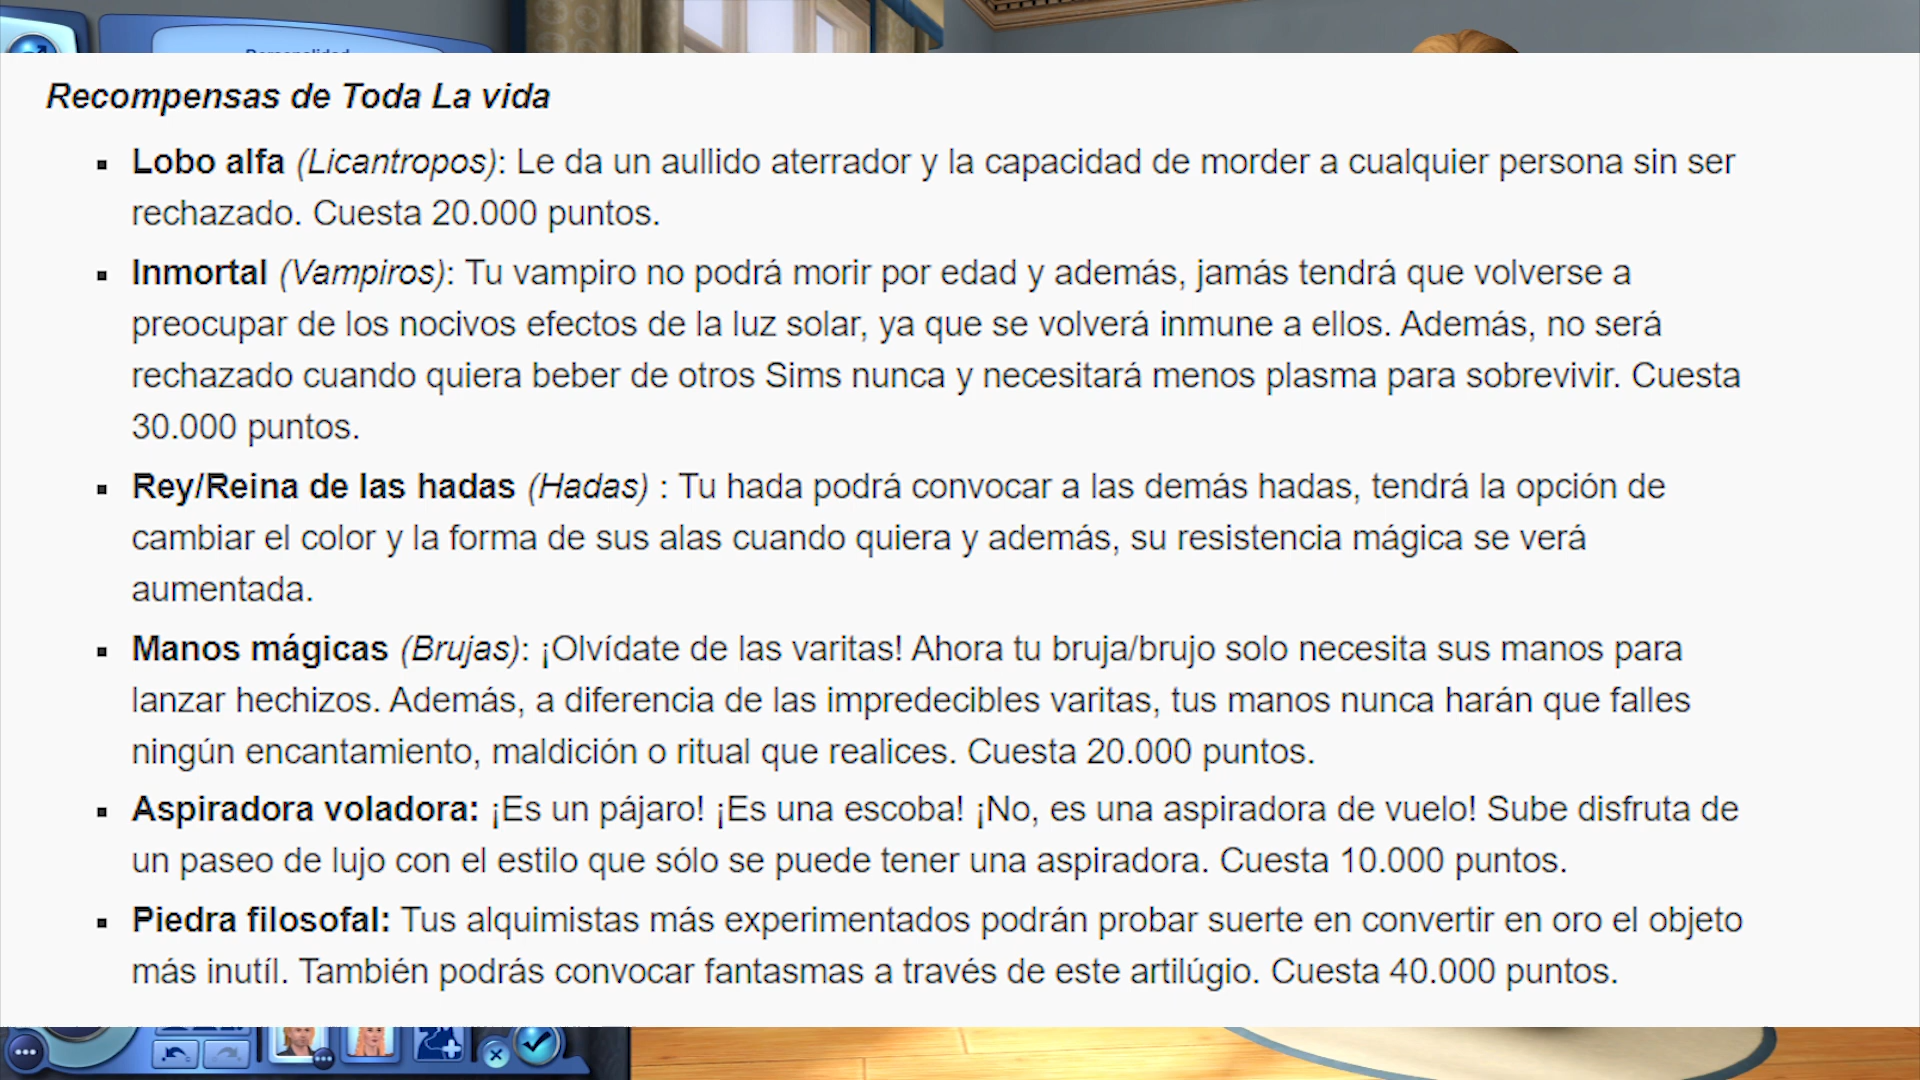 Personalidad
Recompensas de Toda La vida
▪ Lobo alfa (Licantropos): Le da un aullido aterrador y la capacidad de morder a cualquier persona sin ser
rechazado. Cuesta 20.000 puntos.
▪ Inmortal (Vampiros): Tu vampiro no podrá morir por edad y además, jamás tendrá que volverse a
preocupar de los nocivos efectos de la luz solar, ya que se volverá inmune a ellos. Además, no será
rechazado cuando quiera beber de otros Sims nunca y necesitará menos plasma para sobrevivir. Cuesta
30.000 puntos.
▪ Rey/Reina de las hadas (Hadas) : Tu hada podrá convocar a las demás hadas, tendrá la opción de
cambiar el color y la forma de sus alas cuando quiera y además, su resistencia mágica se verá
aumentada.
▪ Manos mágicas (Brujas): ¡Olvídate de las varitas! Ahora tu bruja/brujo solo necesita sus manos para
lanzar hechizos. Además, a diferencia de las impredecibles varitas, tus manos nunca harán que falles
ningún encantamiento, maldición o ritual que realices. Cuesta 20.000 puntos.
▪ Aspiradora voladora: ¡Es un pájaro! ¡Es una escoba! ¡No, es una aspiradora de vuelo! Sube disfruta de
un paseo de lujo con el estilo que sólo se puede tener una aspiradora. Cuesta 10.000 puntos.
▪ Piedra filosofal: Tus alquimistas más experimentados podrán probar suerte en convertir en oro el objeto
más inutíl. También podrás convocar fantasmas a través de este artilúgio. Cuesta 40.000 puntos.